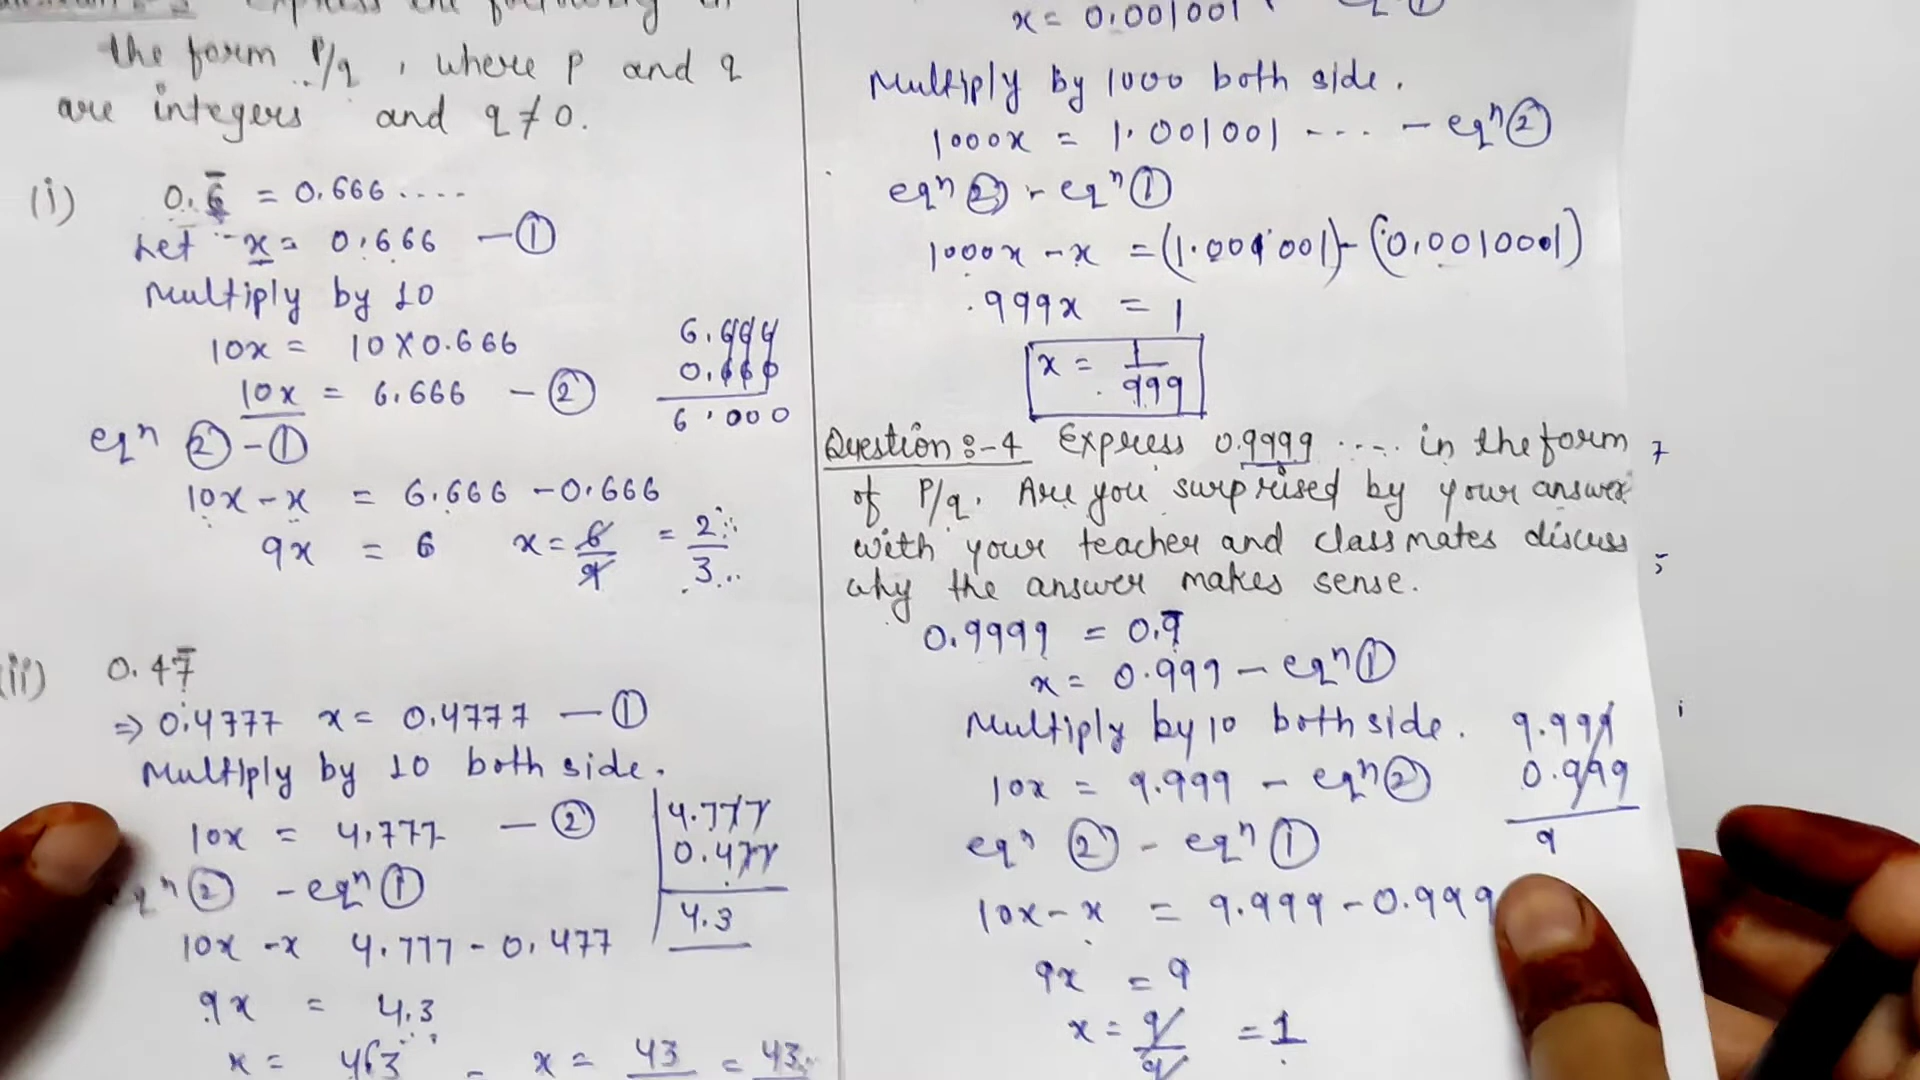 the form P/q , where p and q
are integers and q ≠ 0.
(i) 0.6̅ = 0.666 ....
Let x = 0.666 — ①
Multiply by 10
10x = 10 X 0.666
10x = 6.666 — ②
6.666
0.666
6.000
eqⁿ ② - ①
10x - x = 6.666 - 0.666
9x = 6 x = 6/9 = 2/3
(ii) 0.47̅
⇒ 0.4777 x = 0.4777 — ①
Multiply by 10 both side.
10x = 4.777 — ②
4.777
0.477
4.3
② - eqⁿ ①
10x - x 4.777 - 0.477
9x = 4.3
x = x = 43 = 43
x = 0.001001
Multiply by 1000 both side.
1000x = 1.001001 ---- - eqⁿ ②
eqⁿ ② - eqⁿ ①
1000x - x = (1.001001) - (0.0010001)
999x = 1
x = 1/999
Question :- 4 Express 0.9999 ..... in the form
of P/q. Are you surprised by your answer
with your teacher and classmates discuss
why the answer makes sense.
0.9999 = 0.9̅
x = 0.999 - eqⁿ ①
Multiply by 10 both side.
10x = 9.999 - eqⁿ ②
9.999
0.999
9
eqⁿ ② - eqⁿ ①
10x - x = 9.999 - 0.999
9x = 9
x = 9/9 = 1